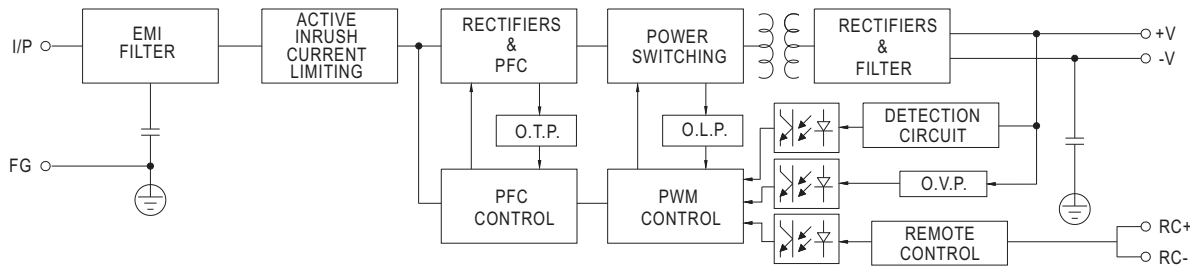 I/P
EMI
FILTER
ACTIVE
INRUSH
CURRENT
LIMITING
RECTIFIERS
&
PFC
POWER
SWITCHING
RECTIFIERS
&
FILTER
+V
-V
O.T.P.
O.L.P.
DETECTION
CIRCUIT
FG
PFC
CONTROL
PWM
CONTROL
O.V.P.
REMOTE
CONTROL
RC+
RC-